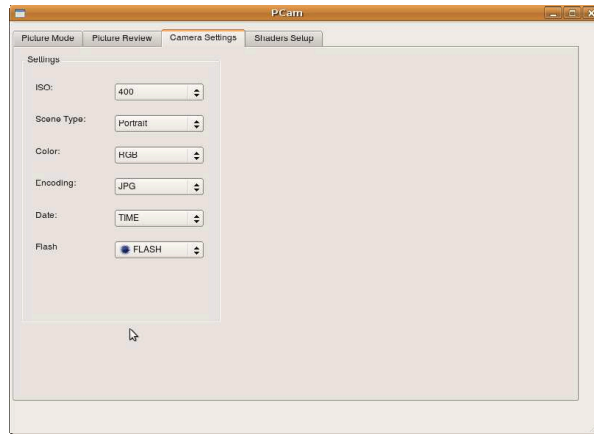 PCam
Picture Mode Picture Review Camera Settings Shaders Setup
Settings
ISO: 400
Scene Type: Portrait
Color: RGB
Encoding: JPG
Date: TIME
Flash FLASH